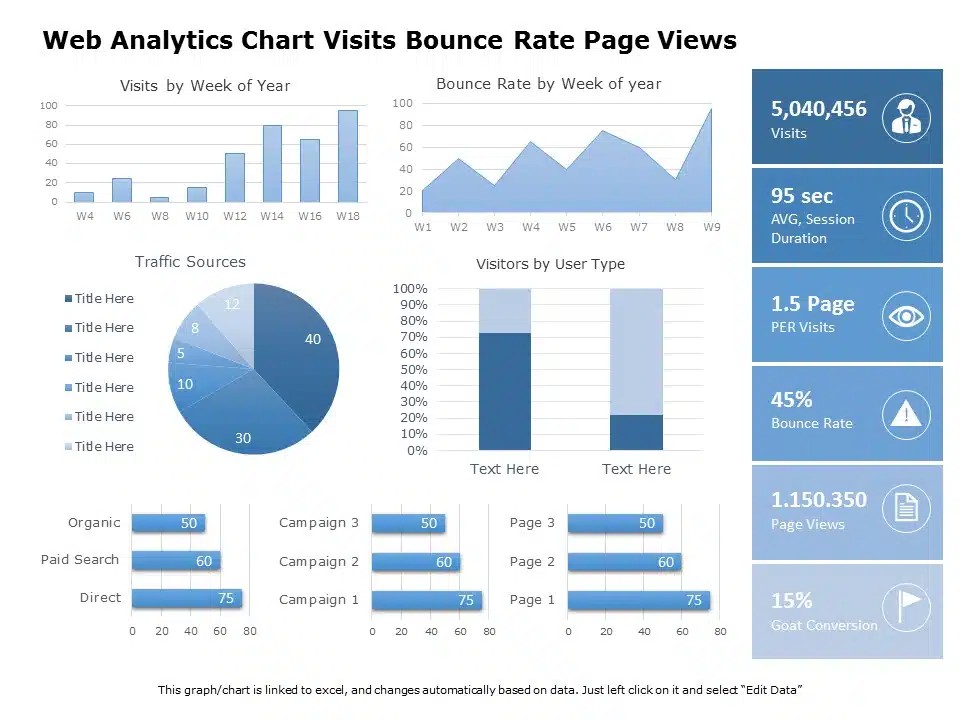 Web Analytics Chart Visits Bounce Rate Page Views
Visits by Week of Year
100
80
60
40
20
0
W4 W6 W8 W10 W12 W14 W16 W18
Bounce Rate by Week of year
100
80
60
40
20
0
W1 W2 W3 W4 W5 W6 W7 W8 W9
Traffic Sources
Title Here
Title Here
Title Here
Title Here
Title Here
Title Here
40
30
10
5
8
12
Visitors by User Type
100%
90%
80%
70%
60%
50%
40%
30%
20%
10%
0%
Text Here Text Here
Organic 50
Paid Search 60
Direct 75
0 20 40 60 80
Campaign 3 50
Campaign 2 60
Campaign 1 75
0 20 40 60 80
Page 3 50
Page 2 60
Page 1 75
0 20 40 60 80
5,040,456
Visits
95 sec
AVG, Session
Duration
1.5 Page
PER Visits
45%
Bounce Rate
1.150.350
Page Views
15%
Goat Conversion
This graph/chart is linked to excel, and changes automatically based on data. Just left click on it and select “Edit Data”